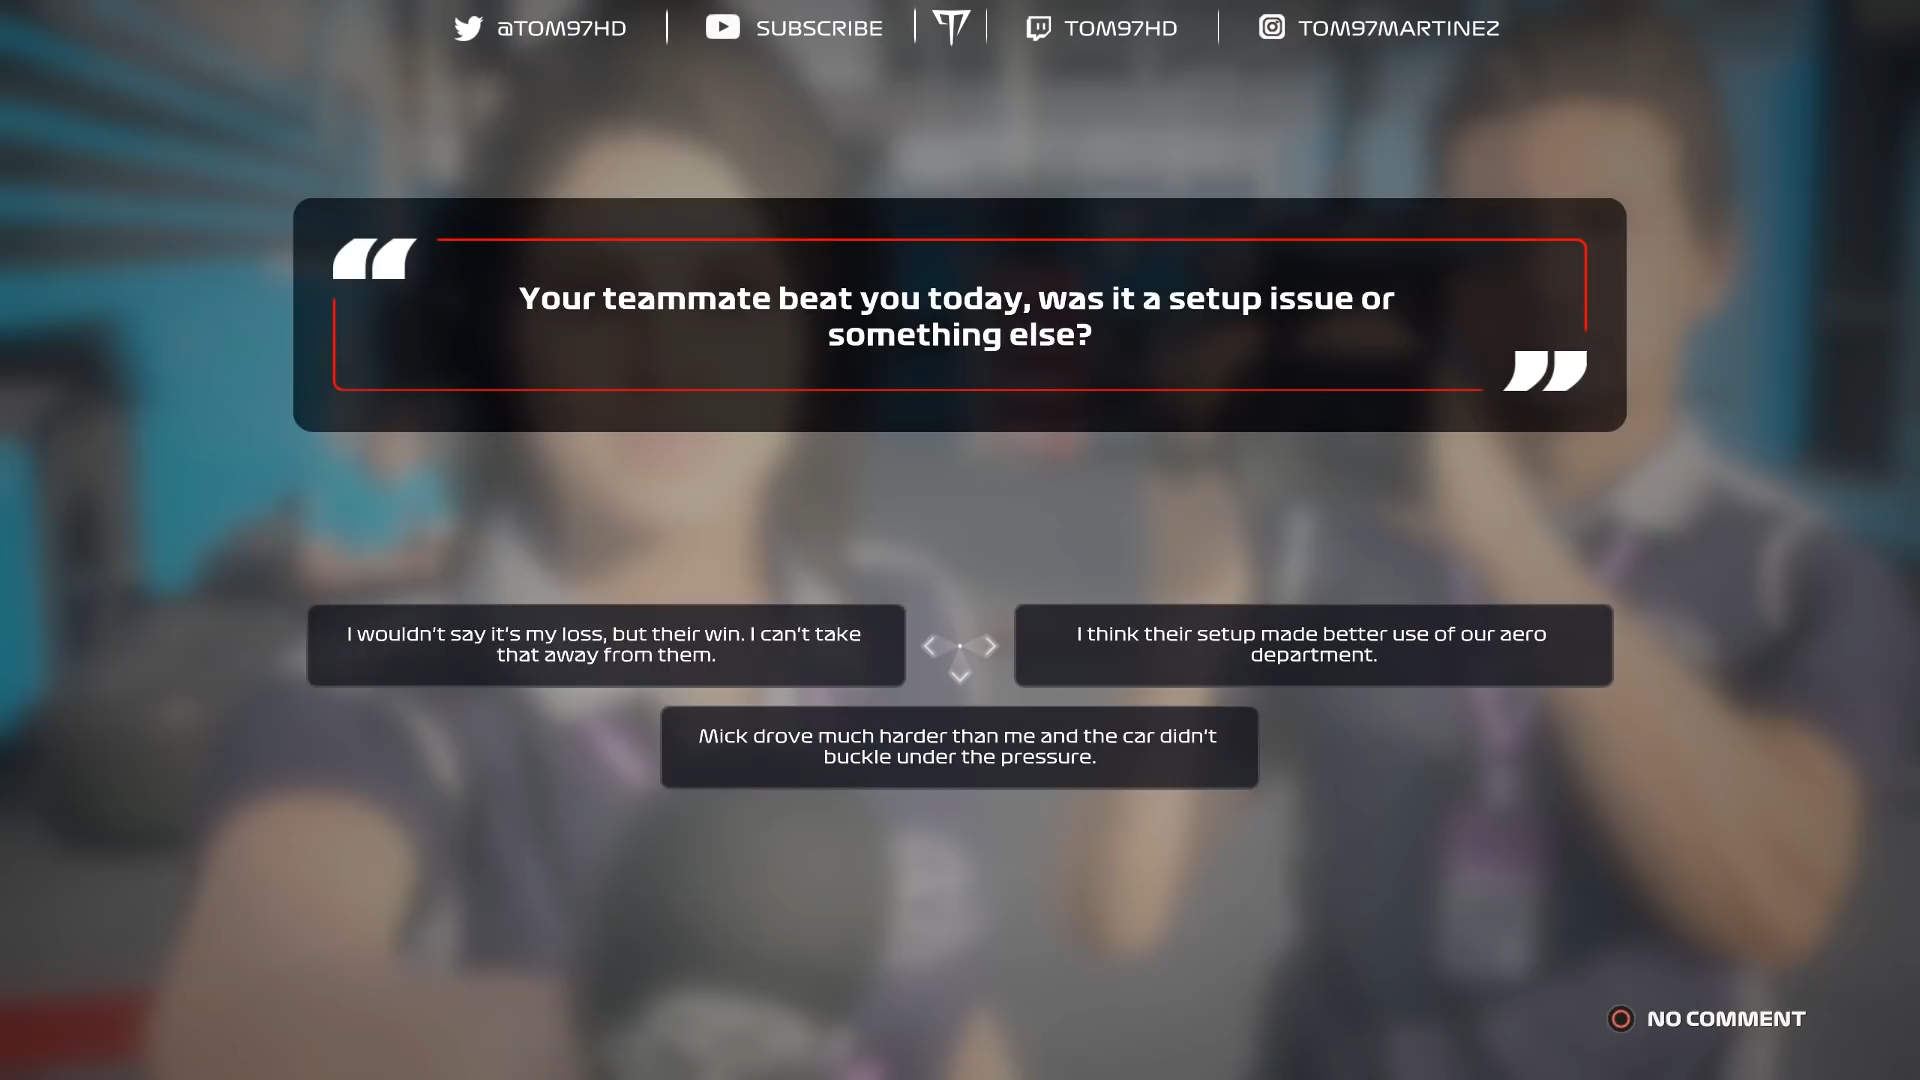 @TOM97HD
SUBSCRIBE
TOM97HD
TOM97MARTINEZ
Your teammate beat you today, was it a setup issue or
something else?
I wouldn't say it's my loss, but their win. I can't take
that away from them.
I think their setup made better use of our aero
department.
Mick drove much harder than me and the car didn't
buckle under the pressure.
NO COMMENT